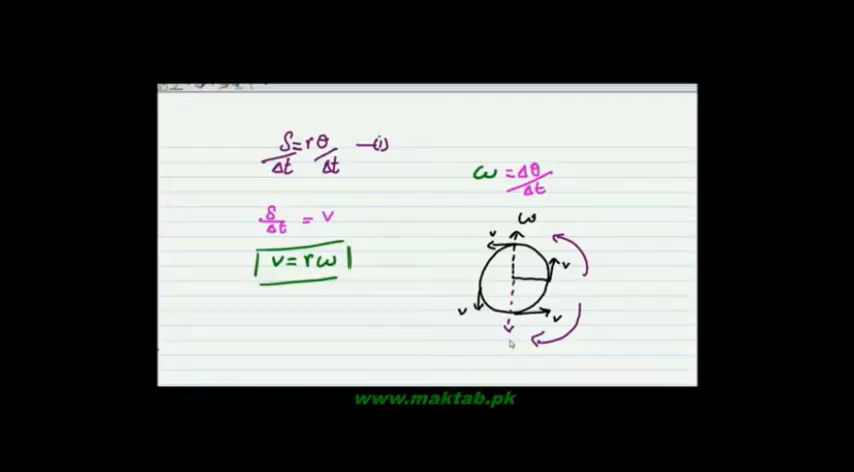 S = rθ —(i)
Δt Δt
S/Δt = v
v = rω
ω = Δθ/Δt
ω
v
v
v
v
www.maktab.pk